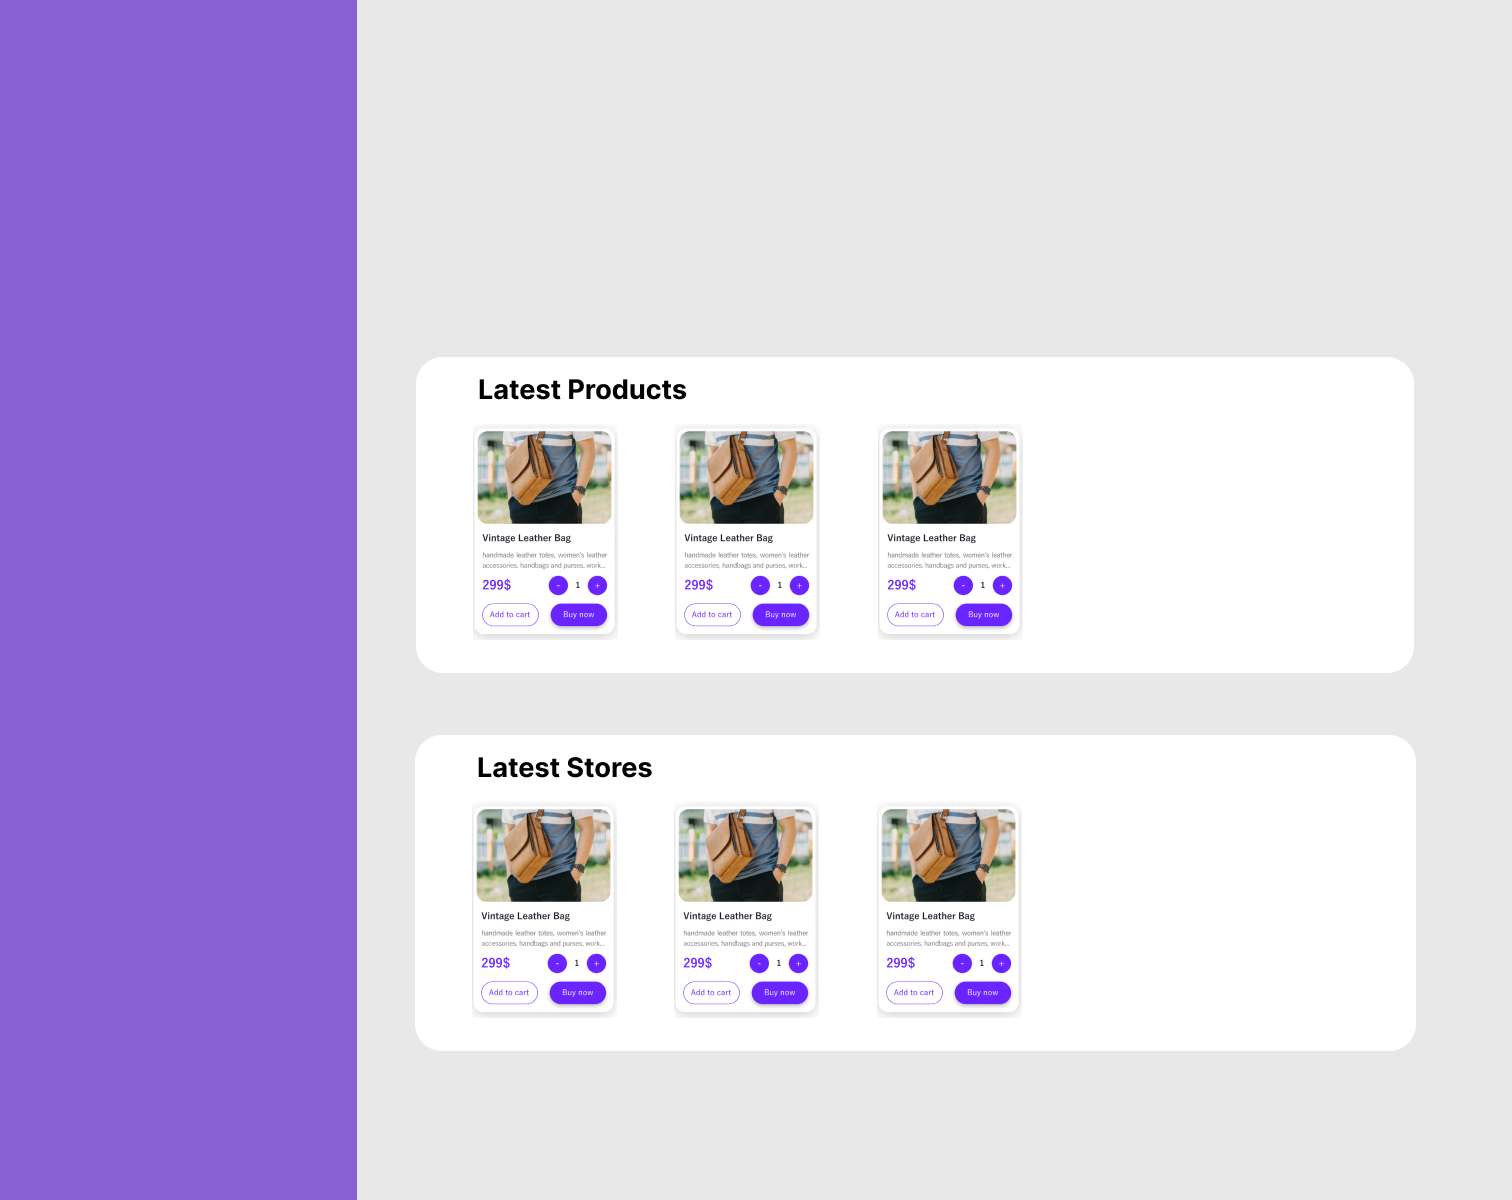 Latest Products
Vintage Leather Bag
handmade leather totes, women's leather
accessories, handbags and purses, work...
299$ - 1 +
Add to cart Buy now
Vintage Leather Bag
handmade leather totes, women's leather
accessories, handbags and purses, work...
299$ - 1 +
Add to cart Buy now
Vintage Leather Bag
handmade leather totes, women's leather
accessories, handbags and purses, work...
299$ - 1 +
Add to cart Buy now
Latest Stores
Vintage Leather Bag
handmade leather totes, women's leather
accessories, handbags and purses, work...
299$ - 1 +
Add to cart Buy now
Vintage Leather Bag
handmade leather totes, women's leather
accessories, handbags and purses, work...
299$ - 1 +
Add to cart Buy now
Vintage Leather Bag
handmade leather totes, women's leather
accessories, handbags and purses, work...
299$ - 1 +
Add to cart Buy now